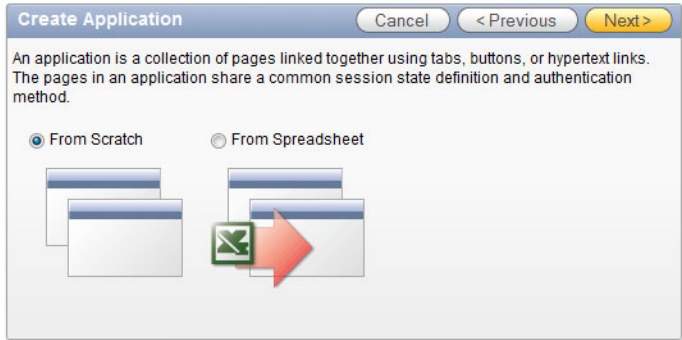 Create Application
Cancel
< Previous
Next >
An application is a collection of pages linked together using tabs, buttons, or hypertext links.
The pages in an application share a common session state definition and authentication
method.
From Scratch
From Spreadsheet